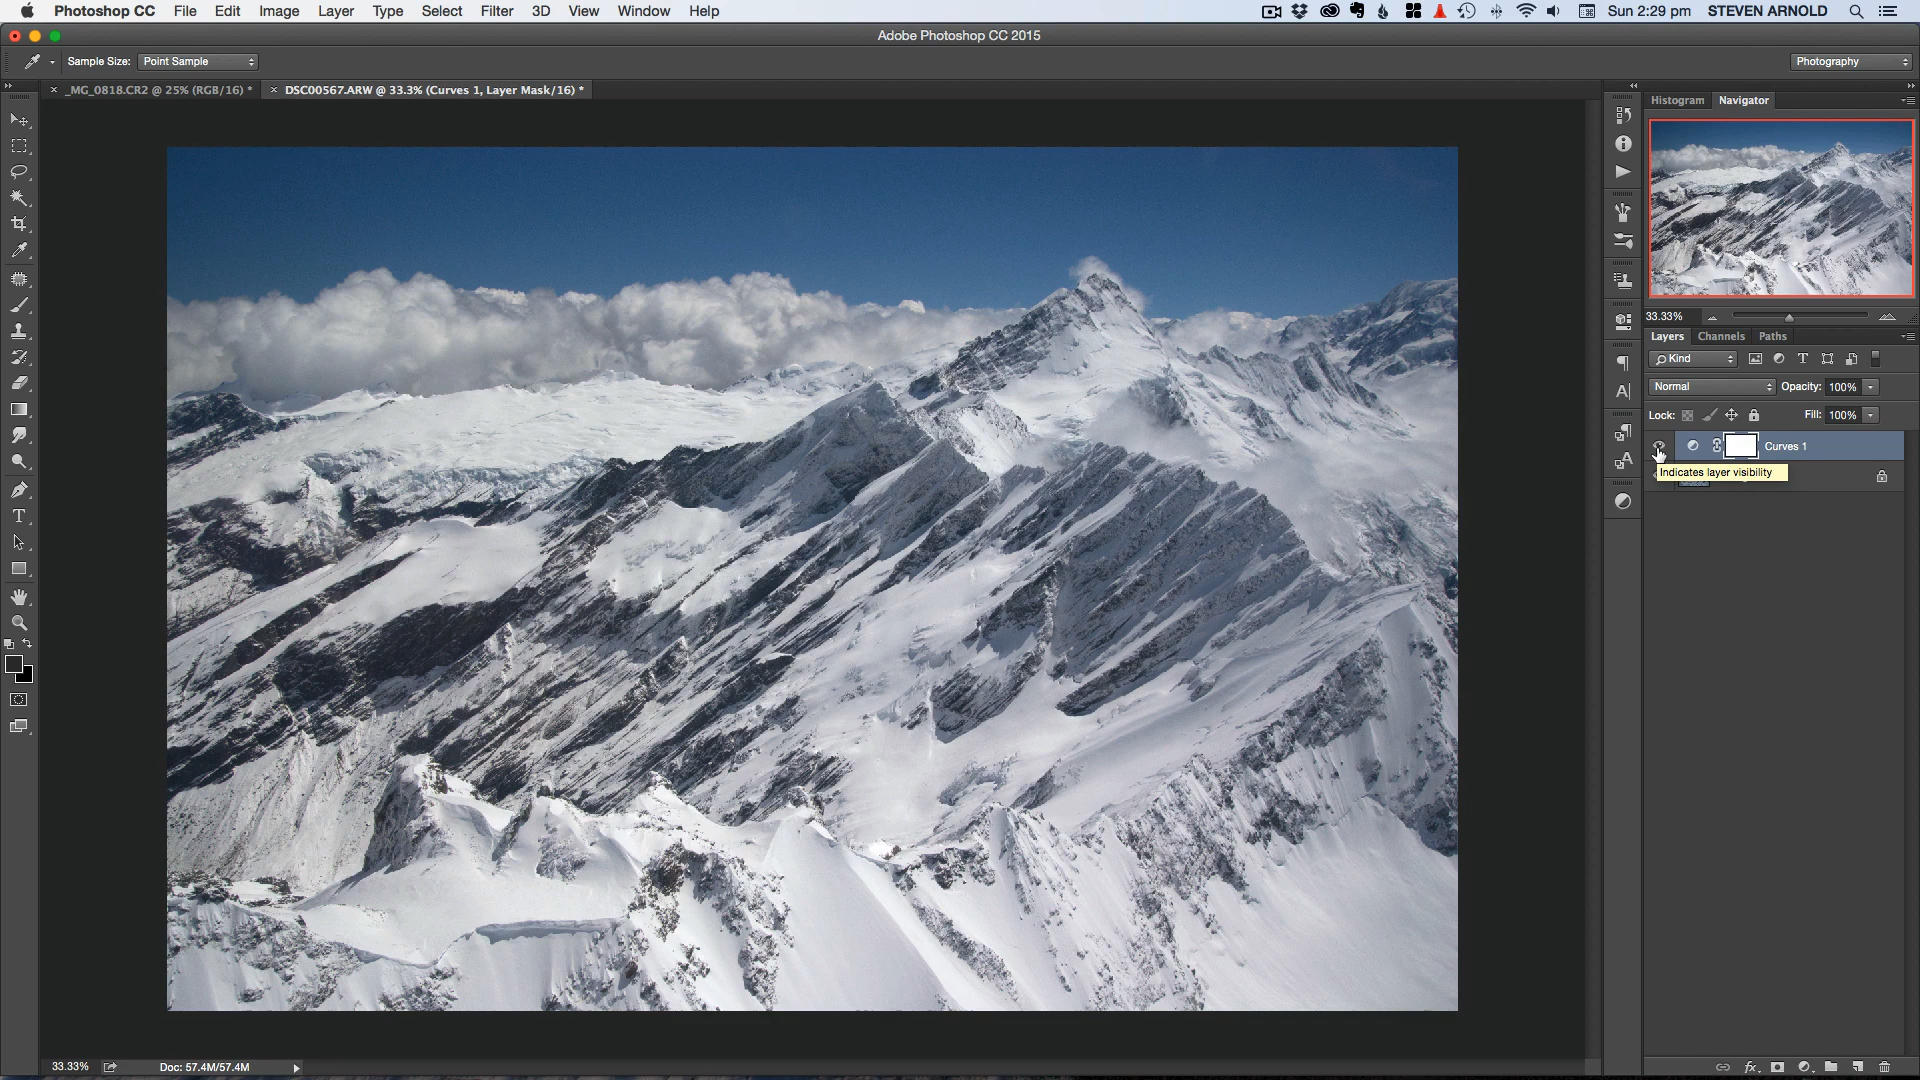 Photoshop CC File Edit Image Layer Type Select Filter 3D View Window Help Sun 2:29 pm STEVEN ARNOLD
Adobe Photoshop CC 2015
Sample Size: Point Sample Photography
_MG_0818.CR2 @ 25% (RGB/16) * DSC00567.ARW @ 33.3% (Curves 1, Layer Mask/16) *
Histogram Navigator
33.33%
Layers Channels Paths
Kind
Normal Opacity: 100%
Lock: Fill: 100%
Curves 1
Indicates layer visibility
33.33% Doc: 57.4M/57.4M